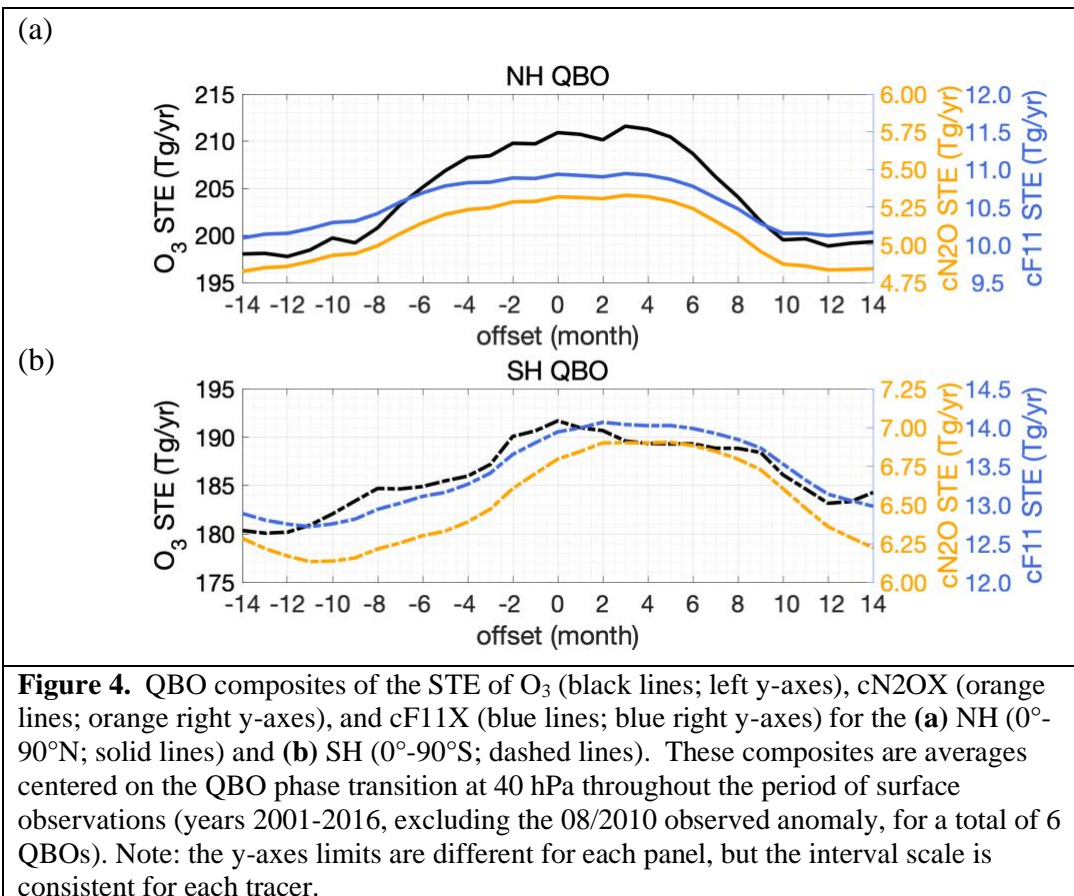 (a)
NH QBO
215
210
205
200
195
O3 STE (Tg/yr)
6.00
5.75
5.50
5.25
5.00
4.75
cN2O STE (Tg/yr)
12.0
11.5
11.0
10.5
10.0
9.5
cF11 STE (Tg/yr)
-14 -12 -10 -8 -6 -4 -2 0 2 4 6 8 10 12 14
offset (month)
(b)
SH QBO
195
190
185
180
175
O3 STE (Tg/yr)
7.25
7.00
6.75
6.50
6.25
6.00
cN2O STE (Tg/yr)
14.5
14.0
13.5
13.0
12.5
12.0
cF11 STE (Tg/yr)
-14 -12 -10 -8 -6 -4 -2 0 2 4 6 8 10 12 14
offset (month)
Figure 4. QBO composites of the STE of O3 (black lines; left y-axes), cN2OX (orange
lines; orange right y-axes), and cF11X (blue lines; blue right y-axes) for the (a) NH (0°-
90°N; solid lines) and (b) SH (0°-90°S; dashed lines). These composites are averages
centered on the QBO phase transition at 40 hPa throughout the period of surface
observations (years 2001-2016, excluding the 08/2010 observed anomaly, for a total of 6
QBOs). Note: the y-axes limits are different for each panel, but the interval scale is
consistent for each tracer.